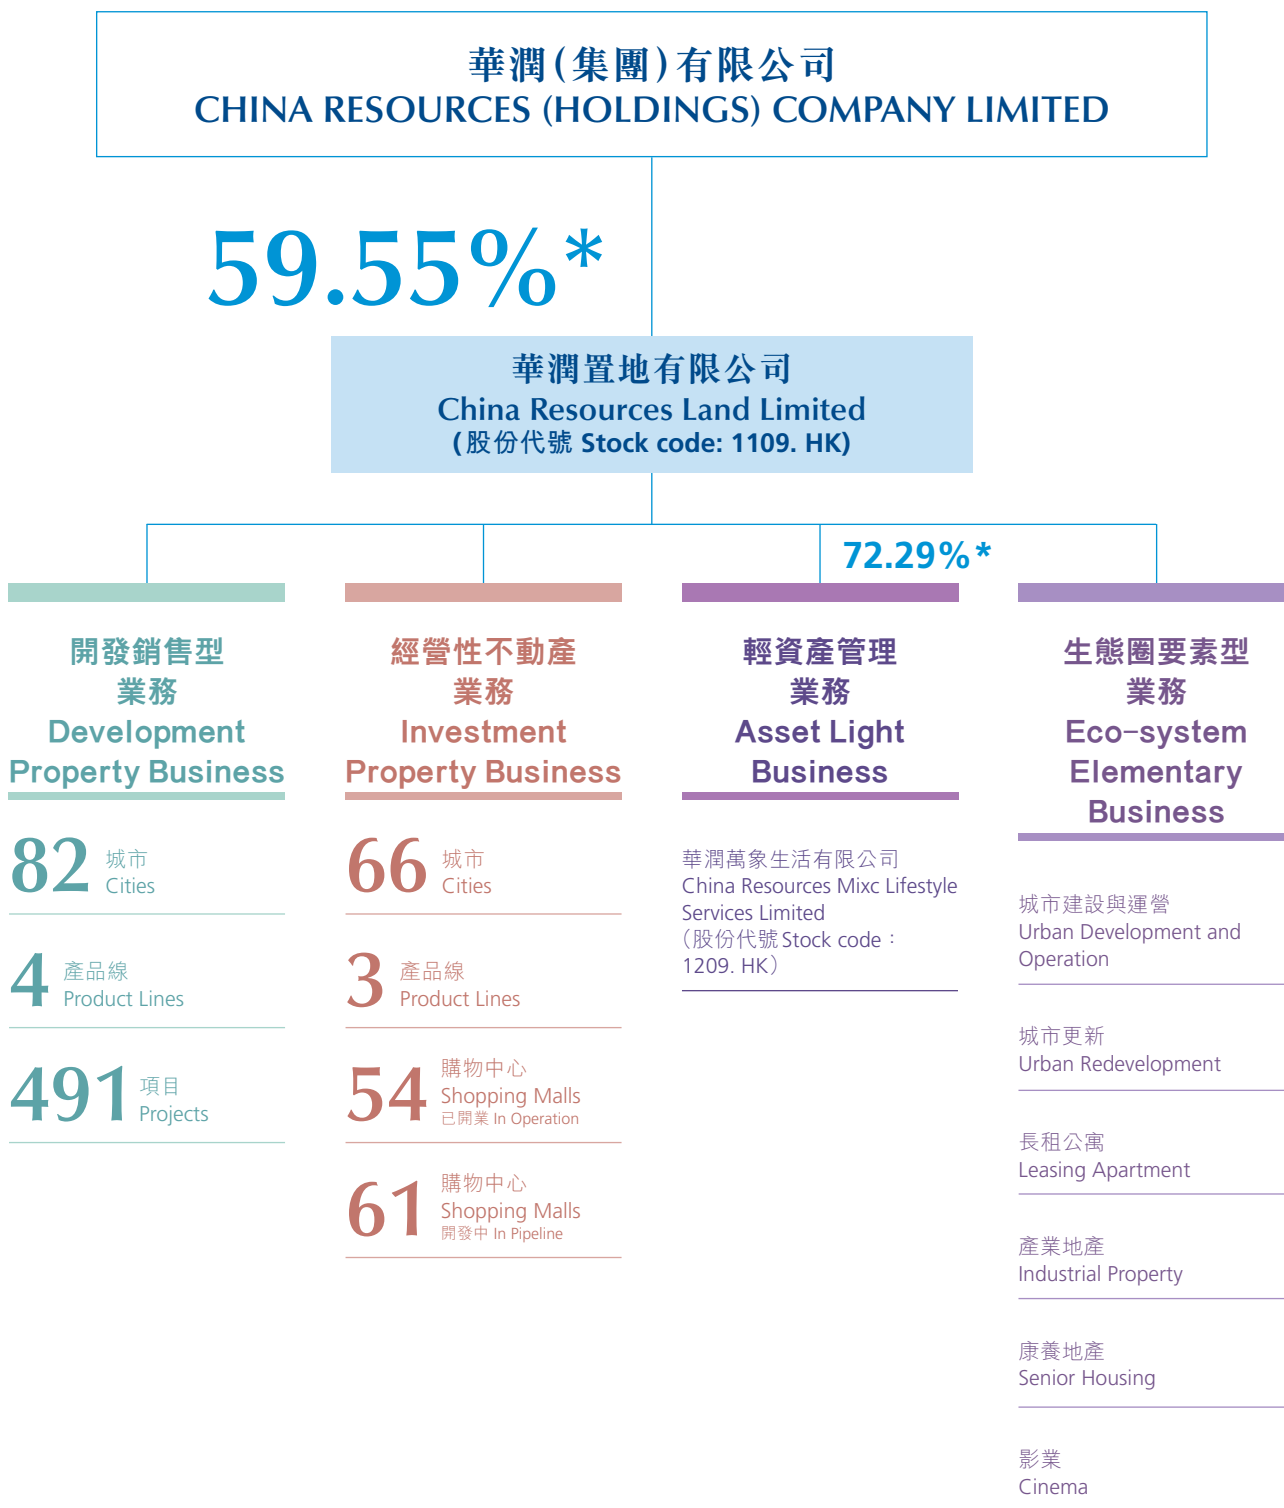 華潤(集團)有限公司
CHINA RESOURCES (HOLDINGS) COMPANY LIMITED
59.55%*
華潤置地有限公司
China Resources Land Limited
(股份代號 Stock code: 1109. HK)
72.29%*
開發銷售型
業務
Development
Property Business
82 城市
Cities
4 產品線
Product Lines
491 項目
Projects
經營性不動產
業務
Investment
Property Business
66 城市
Cities
3 產品線
Product Lines
54 購物中心
Shopping Malls
已開業 In Operation
61 購物中心
Shopping Malls
開發中 In Pipeline
輕資產管理
業務
Asset Light
Business
華潤萬象生活有限公司
China Resources Mixc Lifestyle
Services Limited
(股份代號Stock code:
1209. HK)
生態圈要素型
業務
Eco-system
Elementary
Business
城市建設與運營
Urban Development and
Operation
城市更新
Urban Redevelopment
長租公寓
Leasing Apartment
產業地產
Industrial Property
康養地產
Senior Housing
影業
Cinema